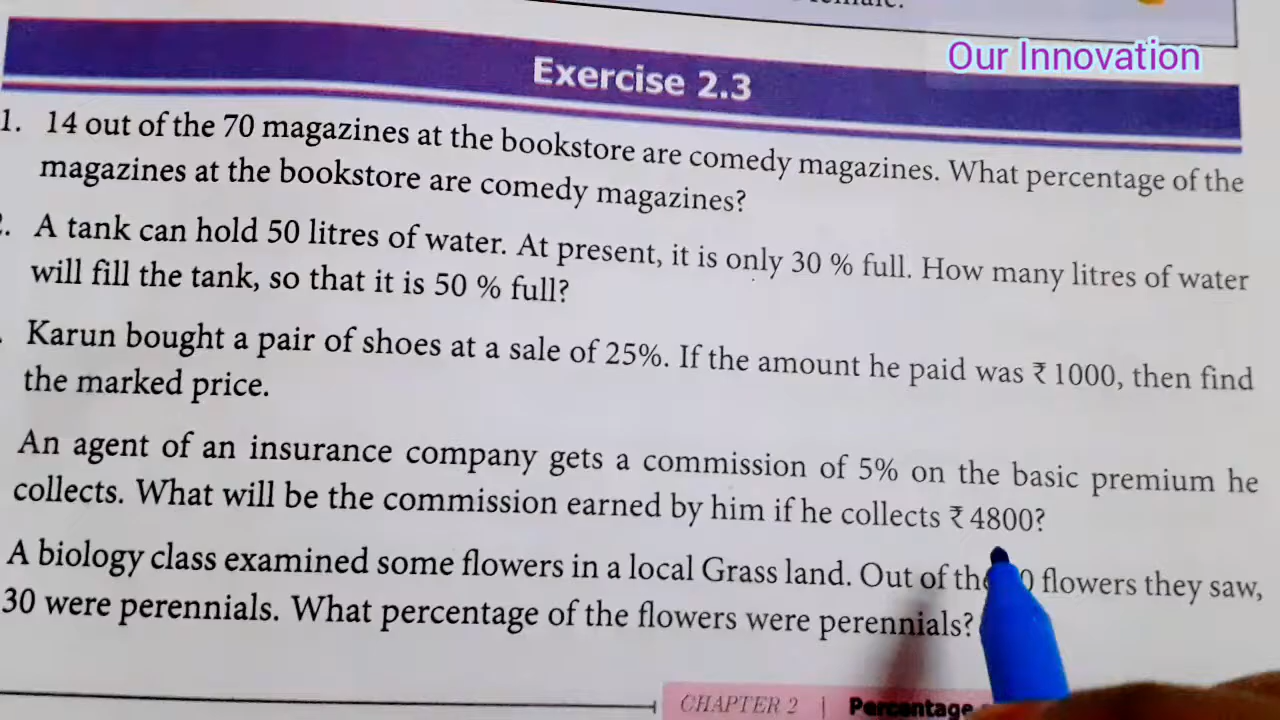 Our Innovation
Exercise 2.3
1. 14 out of the 70 magazines at the bookstore are comedy magazines. What percentage of the
magazines at the bookstore are comedy magazines?
A tank can hold 50 litres of water. At present, it is only 30 % full. How many litres of water
will fill the tank, so that it is 50 % full?
Karun bought a pair of shoes at a sale of 25%. If the amount he paid was ₹ 1000, then find
the marked price.
An agent of an insurance company gets a commission of 5% on the basic premium he
collects. What will be the commission earned by him if he collects ₹ 4800?
A biology class examined some flowers in a local Grass land. Out of the flowers they saw,
30 were perennials. What percentage of the flowers were perennials?
CHAPTER 2 | Percentage